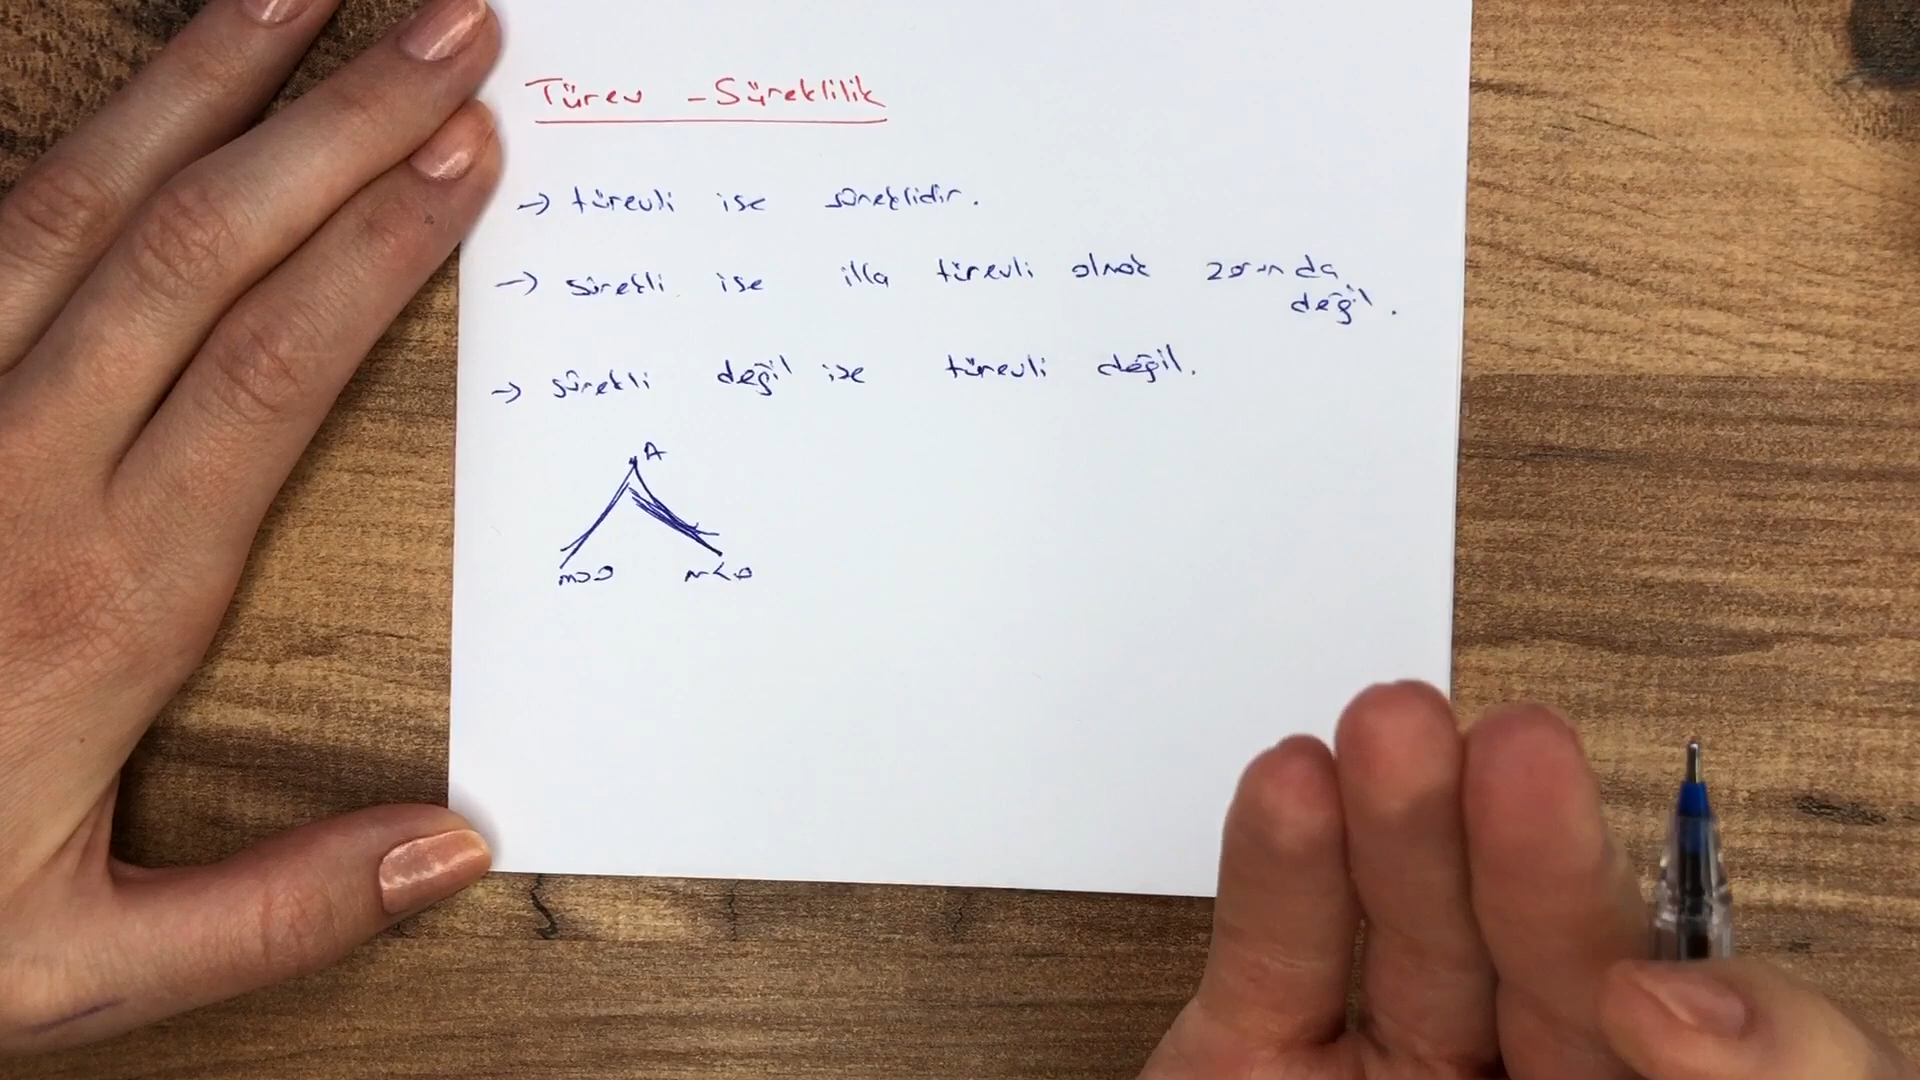 Türev - Süreklilik
→ türevli ise süreklidir.
→ sürekli ise illa türevli olmak zorunda
değil.
→ sürekli değil ise türevli değil.
A
m>0 m<0